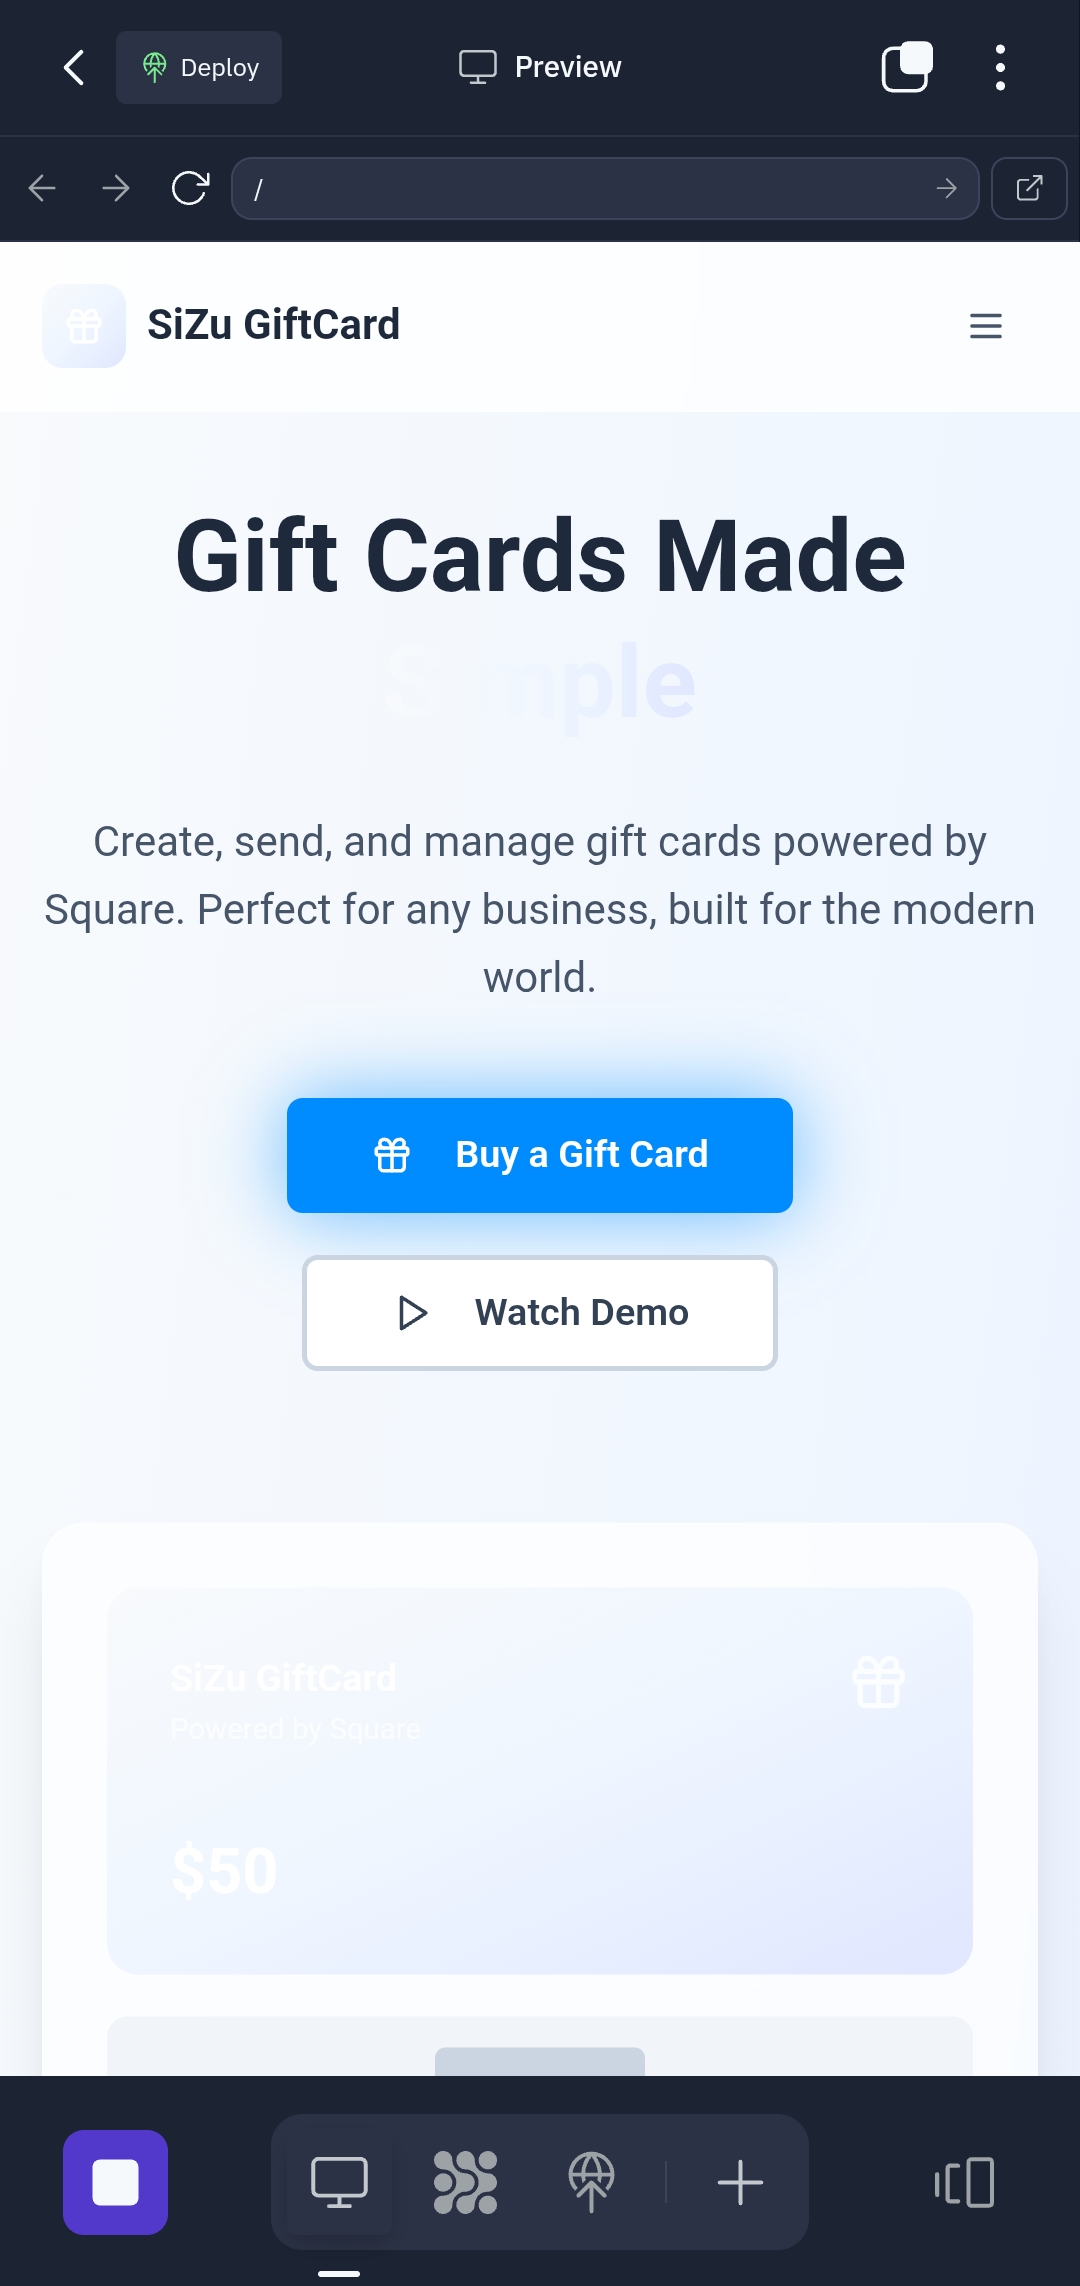 Deploy
Preview
/
SiZu GiftCard
Gift Cards Made
Simple
Create, send, and manage gift cards powered by
Square. Perfect for any business, built for the modern
world.
Buy a Gift Card
Watch Demo
SiZu GiftCard
Powered by Square
$50